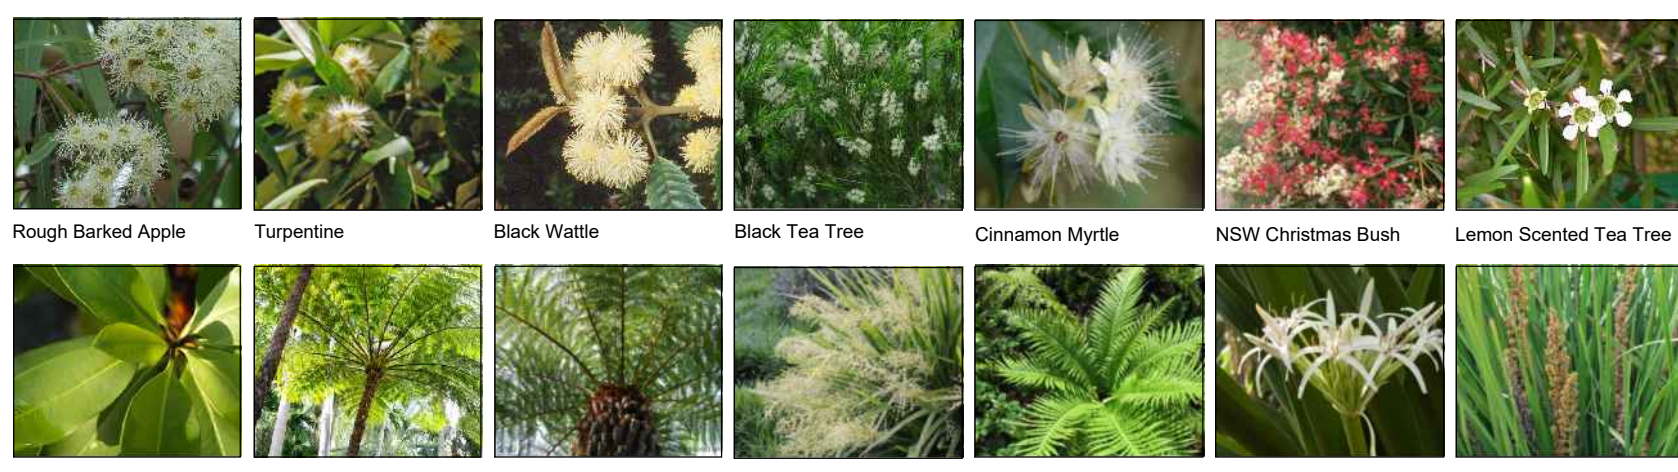 Rough Barked Apple
Turpentine
Black Wattle
Black Tea Tree
Cinnamon Myrtle
NSW Christmas Bush
Lemon Scented Tea Tree